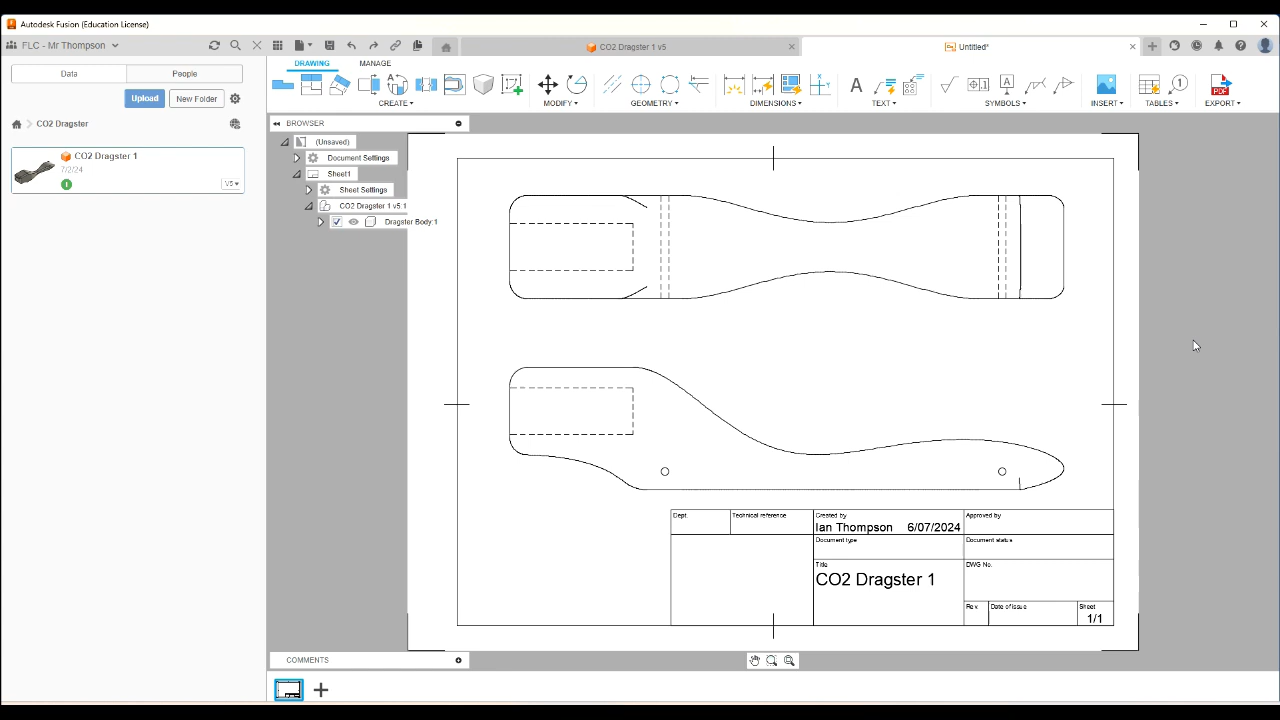 Autodesk Fusion (Education License)
FLC - Mr Thompson
CO2 Dragster 1 v5
Untitled*
Data
People
DRAWING
MANAGE
Upload
New Folder
CREATE
MODIFY
GEOMETRY
DIMENSIONS
TEXT
SYMBOLS
INSERT
TABLES
EXPORT
PDF
CO2 Dragster
BROWSER
CO2 Dragster 1
7/2/24
V5
(Unsaved)
Document Settings
Sheet1
Sheet Settings
CO2 Dragster 1 v5:1
Dragster Body:1
Dept.
Technical reference
Created by
Approved by
Ian Thompson 6/07/2024
Document type
Document status
Title
DWG No.
CO2 Dragster 1
Rev.
Date of issue
Sheet
1/1
COMMENTS